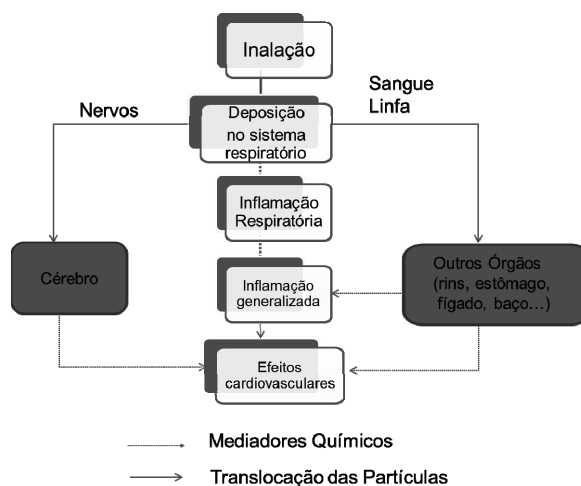 Inalação
Nervos
Deposição
no sistema
respiratório
Sangue
Linfa
Inflamação
Respiratória
Cérebro
Inflamação
generalizada
Outros Órgãos
(rins, estômago,
fígado, baço...)
Efeitos
cardiovasculares
Mediadores Químicos
Translocação das Partículas